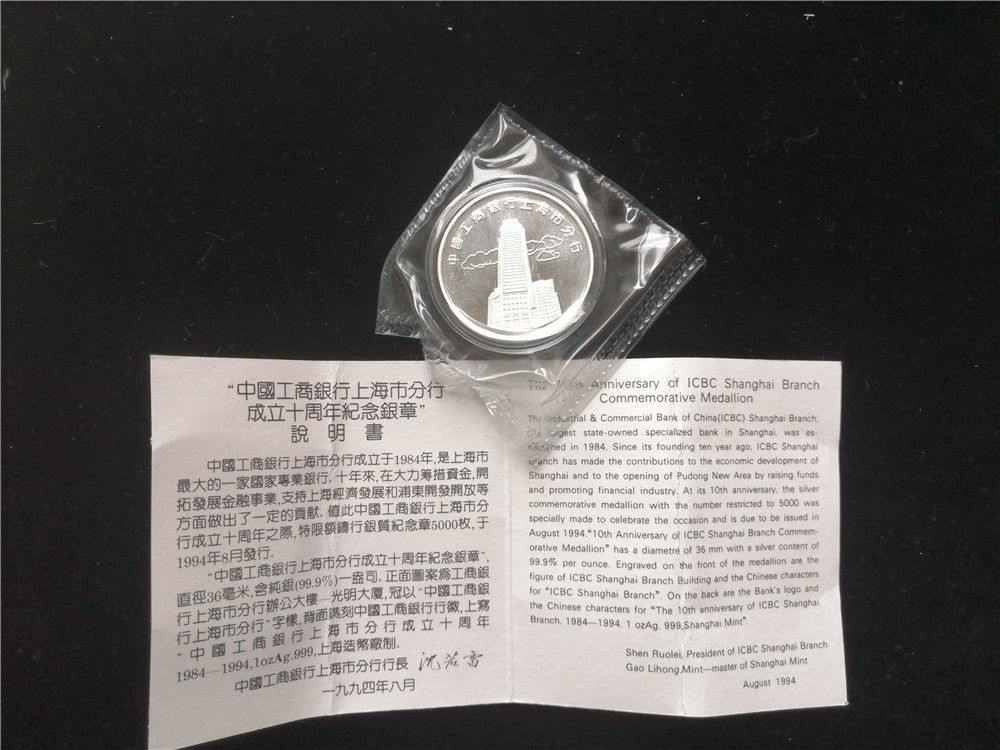 中國工商銀行上海市分行
“中國工商銀行上海市分行
成立十周年紀念銀章”
說 明 書
中國工商銀行上海市分行成立于1984年,是上海市
最大的一家國家專業銀行。十年來,在大力籌措資金,開
拓發展金融事業,支持上海經濟發展和浦東開發開放等
方面做出了一定的貢獻。值此中國工商銀行上海市分
行成立十周年之際,特限額鑄行銀質紀念章5000枚,于
1994年8月發行。
“中國工商銀行上海市分行成立十周年紀念銀章”,
直徑36毫米,含純銀(99.9%)一盎司。正面圖案爲工商銀
行上海市分行辦公大樓—光明大廈,冠以“中國工商銀
行上海市分行”字樣,背面鐫刻中國工商銀行行徽,上寫
“中國工商銀行上海市分行成立十周年
1984—1994,1ozAg.999,上海造幣廠制。
中國工商銀行上海市分行行長 沈若雷
一九九四年八月
The Anniversary of ICBC Shanghai Branch
Commemorative Medallion
The Industrial & Commercial Bank of China(ICBC) Shanghai Branch,
largest state-owned specialized bank in Shanghai, was es-
in 1984. Since its founding ten year ago, ICBC Shanghai
Branch has made the contributions to the economic development of
Shanghai and to the opening of Pudong New Area by raising funds
and promoting financial industry. At its 10th anniversary, the silver
commemorative medallion with the number restricted to 5000 was
specially made to celebrate the occasion and is due to be issued in
August 1994.“10th Anniversary of ICBC Shanghai Branch Commem-
orative Medallion” has a diametre of 36 mm with a silver content of
99.9% per ounce. Engraved on the front of the medallion are the
figure of ICBC Shanghai Branch Building and the Chinese characters
for “ICBC Shanghai Branch”. On the back are the Bank's logo and
the Chinese characters for “The 10th anniversary of ICBC Shanghai
Branch, 1984—1994, 1 ozAg. 999,Shanghai Mint”
Shen Ruolei, President of ICBC Shanghai Branch
Gao Lihong,Mint—master of Shanghai Mint
August 1994